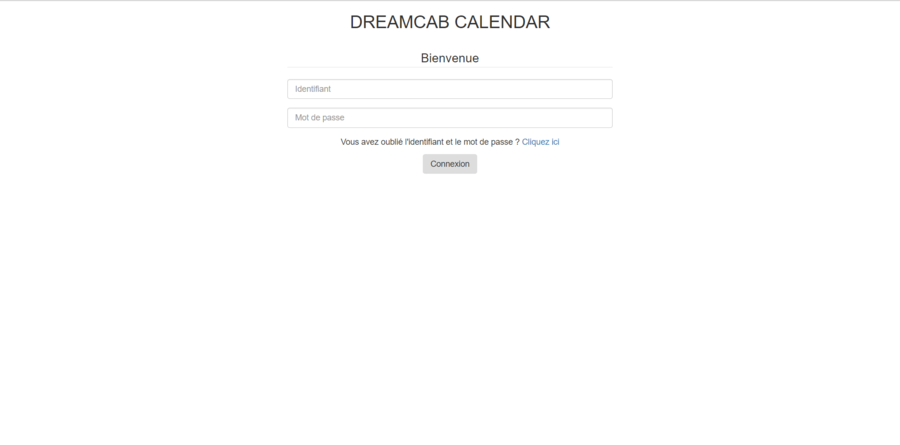 DREAMCAB CALENDAR
Bienvenue
Identifiant
Mot de passe
Vous avez oublié l'identifiant et le mot de passe ? Cliquez ici
Connexion